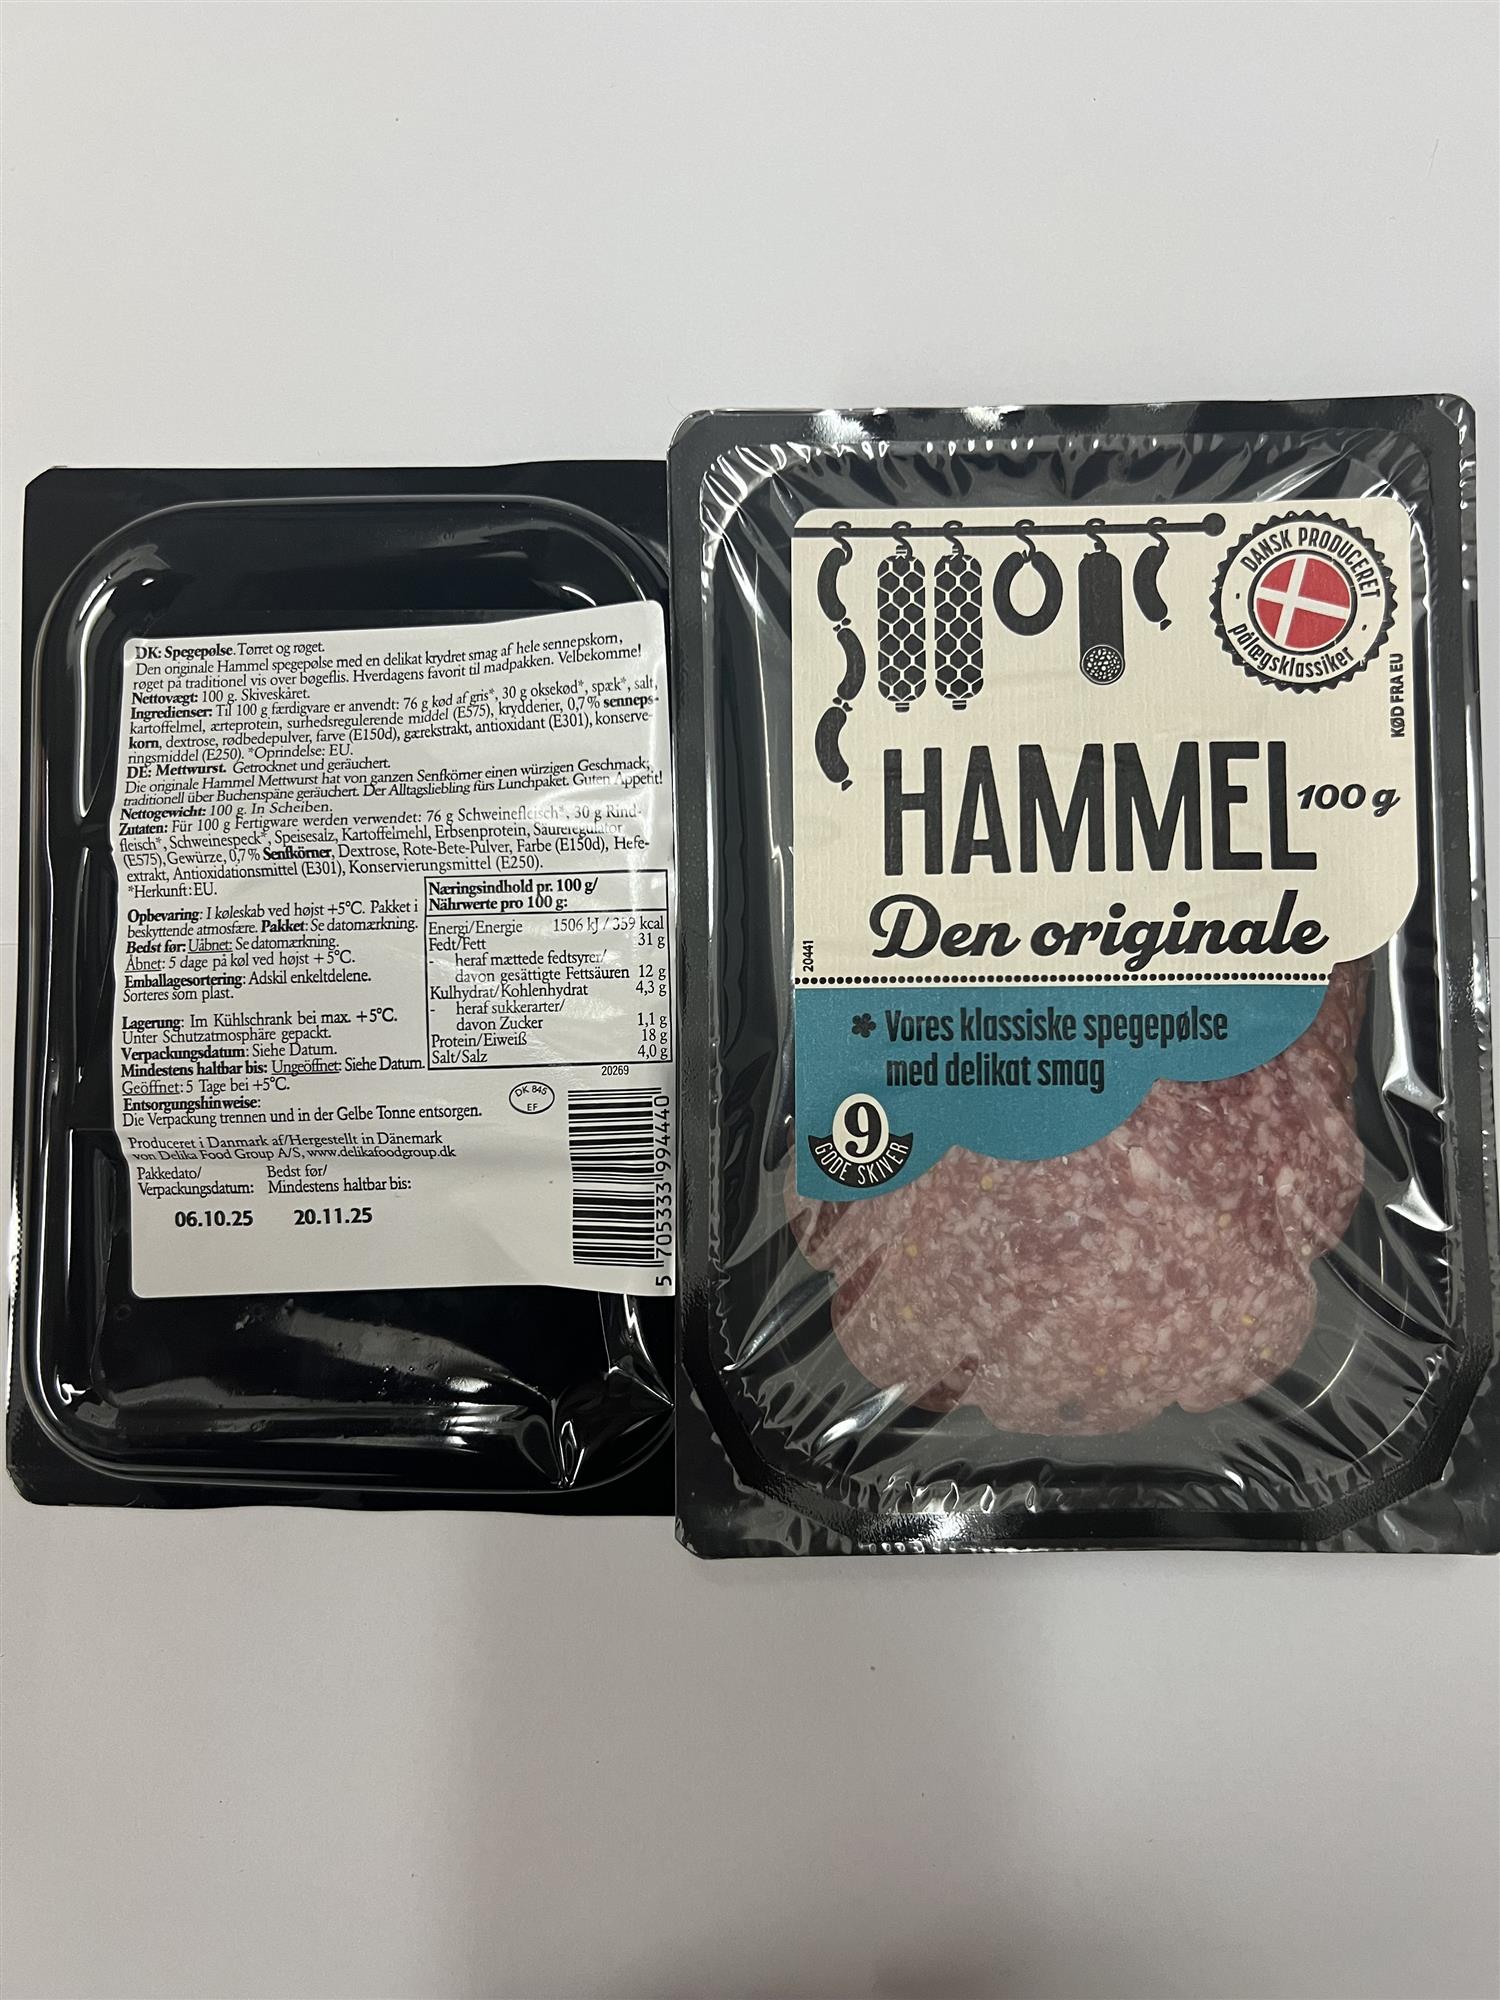 DK: Spegepølse. Tørret og røget.
Den originale Hammel spegepølse med en delikat krydret smag af hele sennepskorn,
røget på traditionel vis over bøgeflis. Hverdagens favorit til madpakken. Velbekomme!
Nettovægt: 100 g. Skiveskåret.
Ingredienser: Til 100 g færdigvare er anvendt: 76 g kød af gris*, 30 g oksekød*, spæk*, salt,
kartoffelmel, ærteprotein, surhedsregulerende middel (E575), krydderier, 0,7% senneps-
korn, dextrose, rødbedepulver, farve (E150d), gærekstrakt, antioxidant (E301), konserve-
ringsmiddel (E250). *Oprindelse: EU.
DE: Mettwurst. Getrocknet und geräuchert.
Die originale Hammel Mettwurst hat von ganzen Senfkörner einen würzigen Geschmack,
traditionell über Buchenspäne geräuchert. Der Alltagsliebling fürs Lunchpaket. Guten Appetit!
Nettogewicht: 100 g. In Scheiben.
Zutaten: Für 100 g Fertigware werden verwendet: 76 g Schweinefleisch*, 30 g Rind-
fleisch*, Schweinespeck*, Speisesalz, Kartoffelmehl, Erbsenprotein, Säureregulator
(E575), Gewürze, 0,7% Senfkörner, Dextrose, Rote-Bete-Pulver, Farbe (E150d), Hefe-
extrakt, Antioxidationsmittel (E301), Konservierungsmittel (E250).
*Herkunft: EU.
Opbevaring: I køleskab ved højst +5°C. Pakket i
beskyttende atmosfære. Pakket: Se datomærkning.
Bedst før: Uåbnet: Se datomærkning.
Åbnet: 5 dage på køl ved højst +5°C.
Emballagesortering: Adskil enkeltdelene.
Sorteres som plast.
Lagerung: Im Kühlschrank bei max. +5°C.
Unter Schutzatmosphäre gepackt.
Verpackungsdatum: Siehe Datum.
Mindestens haltbar bis: Ungeöffnet: Siehe Datum.
Geöffnet: 5 Tage bei +5°C.
Entsorgungshinweise:
Die Verpackung trennen und in der Gelbe Tonne entsorgen.
Produceret i Danmark af/Hergestellt in Dänemark
von Delika Food Group A/S, www.delikafoodgroup.dk
Pakkedato/ Bedst før/
Verpackungsdatum: Mindestens haltbar bis:
06.10.25 20.11.25
Næringsindhold pr. 100 g/
Nährwerte pro 100 g:
Energi/Energie 1506 kJ / 359 kcal
Fedt/Fett 31 g
- heraf mættede fedtsyrer/
davon gesättigte Fettsäuren 12 g
Kulhydrat/Kohlenhydrat 4,3 g
- heraf sukkerarter/
davon Zucker 1,1 g
Protein/Eiweiß 18 g
Salt/Salz 4,0 g
20269
DK 845
EF
5 705333 994440
DANSK PRODUCERET
pålægsklassiker
KØD FRA EU
HAMMEL
100 g
Den originale
20441
* Vores klassiske spegepølse
med delikat smag
9
GODE SKIVER